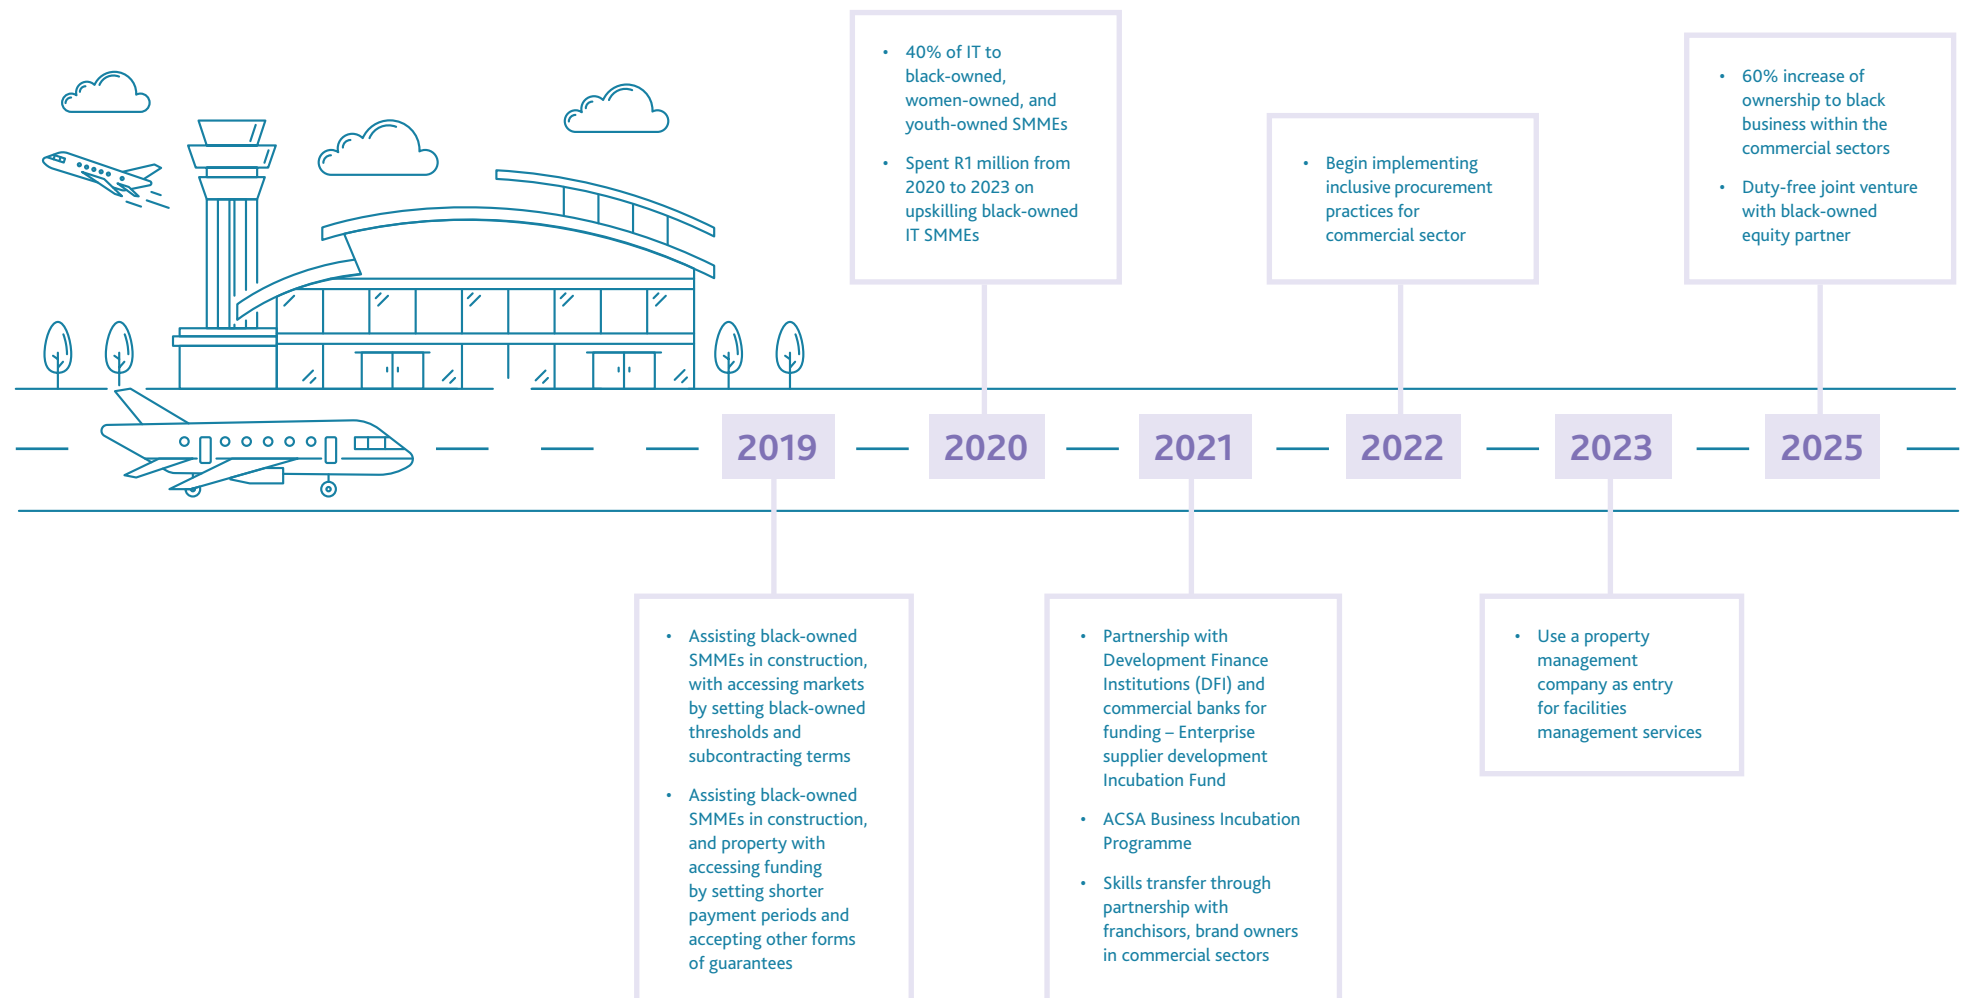 • 40% of IT to
black-owned,
women-owned, and
youth-owned SMMEs
• Spent R1 million from
2020 to 2023 on
upskilling black-owned
IT SMMEs
• Begin implementing
inclusive procurement
practices for
commercial sector
• 60% increase of
ownership to black
business within the
commercial sectors
• Duty-free joint venture
with black-owned
equity partner
2019
2020
2021
2022
2023
2025
• Assisting black-owned
SMMEs in construction,
with accessing markets
by setting black-owned
thresholds and
subcontracting terms
• Assisting black-owned
SMMEs in construction,
and property with
accessing funding
by setting shorter
payment periods and
accepting other forms
of guarantees
• Partnership with
Development Finance
Institutions (DFI) and
commercial banks for
funding – Enterprise
supplier development
Incubation Fund
• ACSA Business Incubation
Programme
• Skills transfer through
partnership with
franchisors, brand owners
in commercial sectors
• Use a property
management
company as entry
for facilities
management services